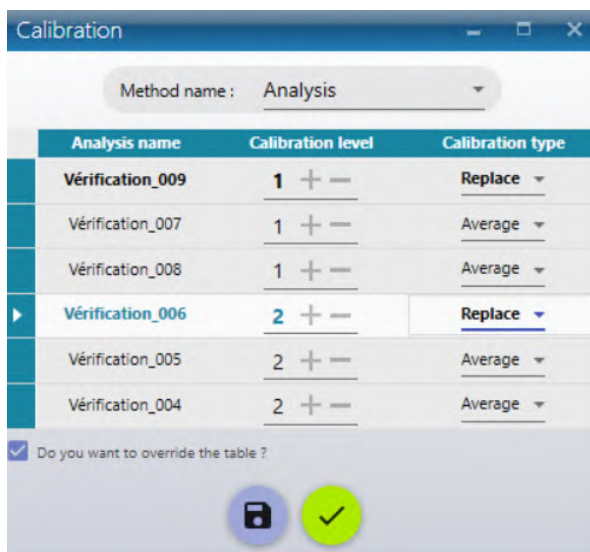 Calibration
Method name : Analysis
Analysis name Calibration level Calibration type
Vérification_009 1 Replace
Vérification_007 1 Average
Vérification_008 1 Average
Vérification_006 2 Replace
Vérification_005 2 Average
Vérification_004 2 Average
Do you want to override the table ?